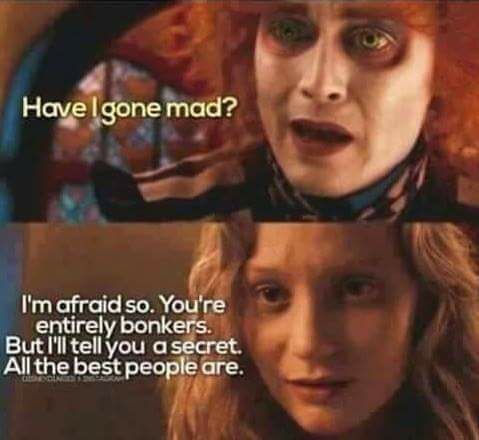 Have I gone mad?
I'm afraid so. You're
entirely bonkers.
But I'll tell you a secret.
All the best people are.